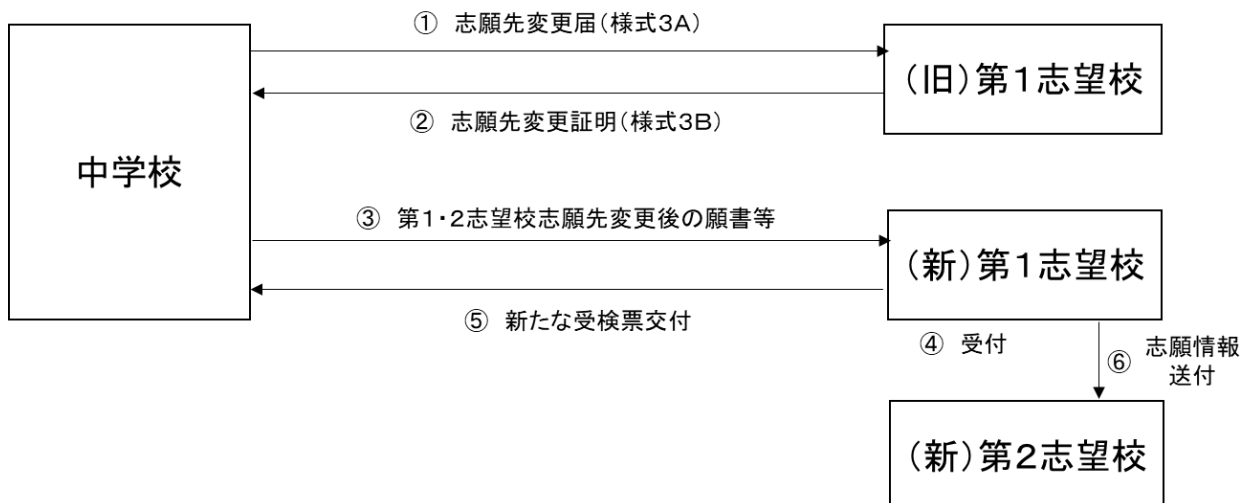 ① 志願先変更届(様式3A)
(旧)第1志望校
② 志願先変更証明(様式3B)
中学校
③ 第1・2志望校志願先変更後の願書等
(新)第1志望校
⑤ 新たな受検票交付
④ 受付
⑥ 志願情報
送付
(新)第2志望校